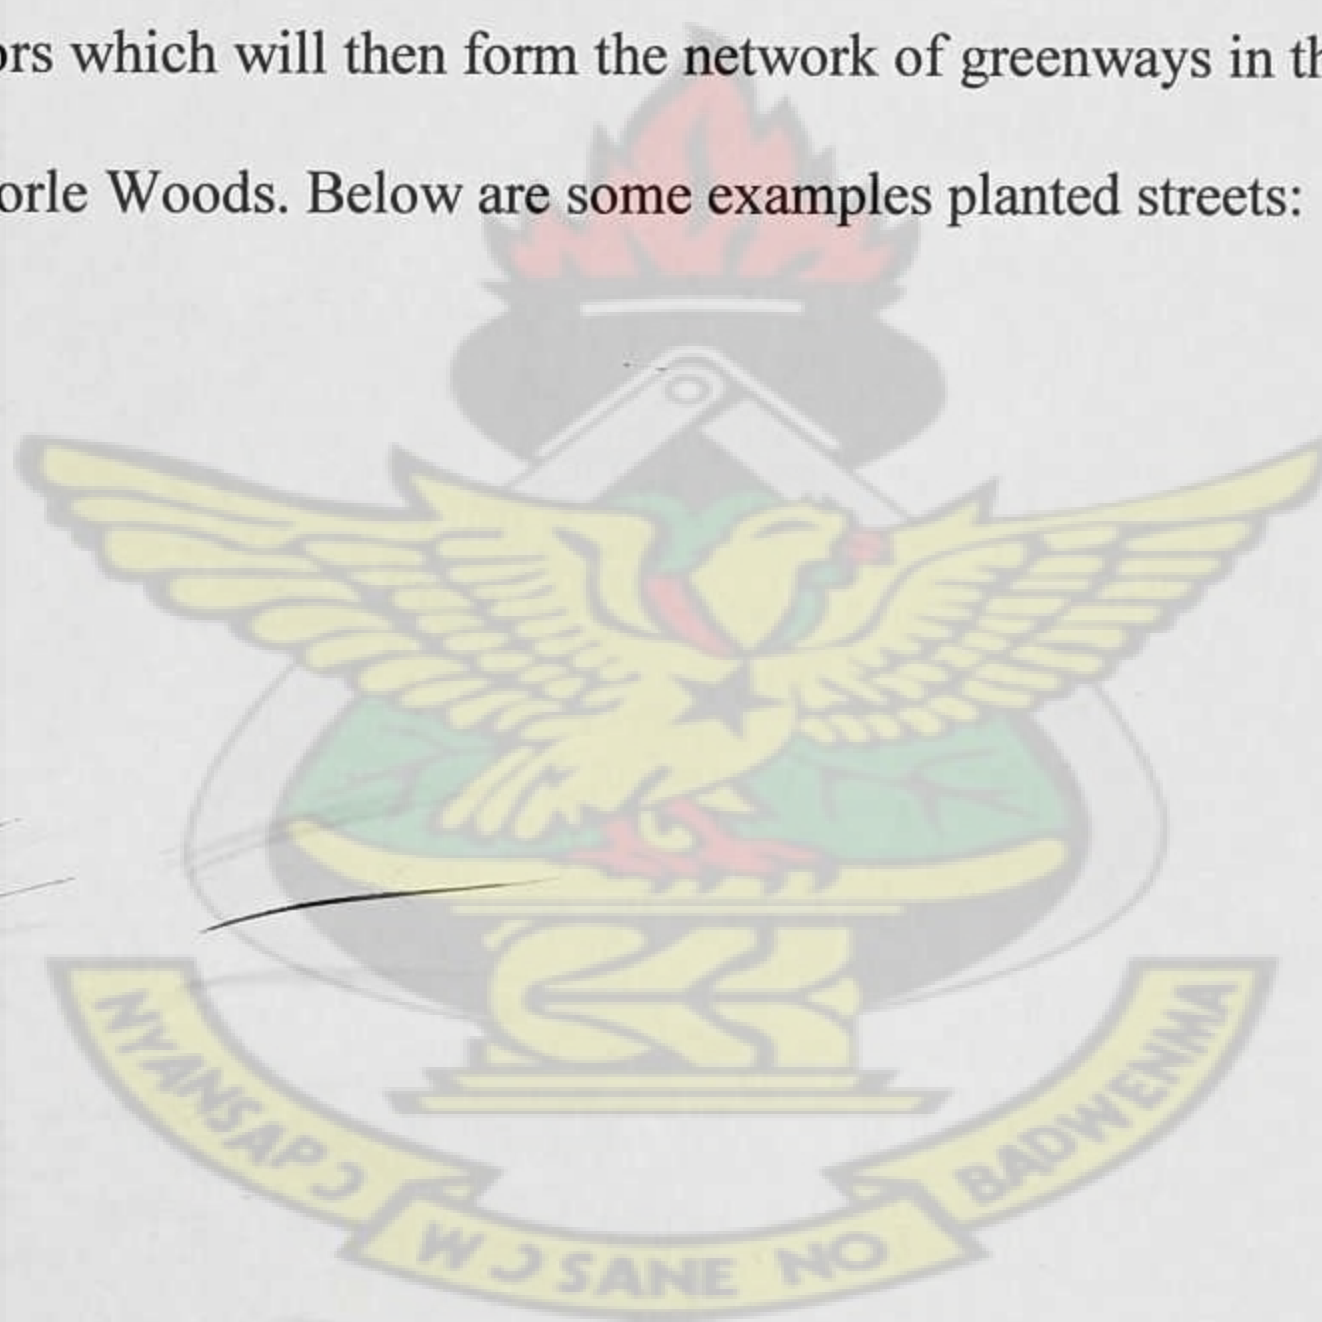 ors which will then form the network of greenways in th
orle Woods. Below are some examples planted streets:
NYANSAPƆ
WƆSANE NO
BADWENMA